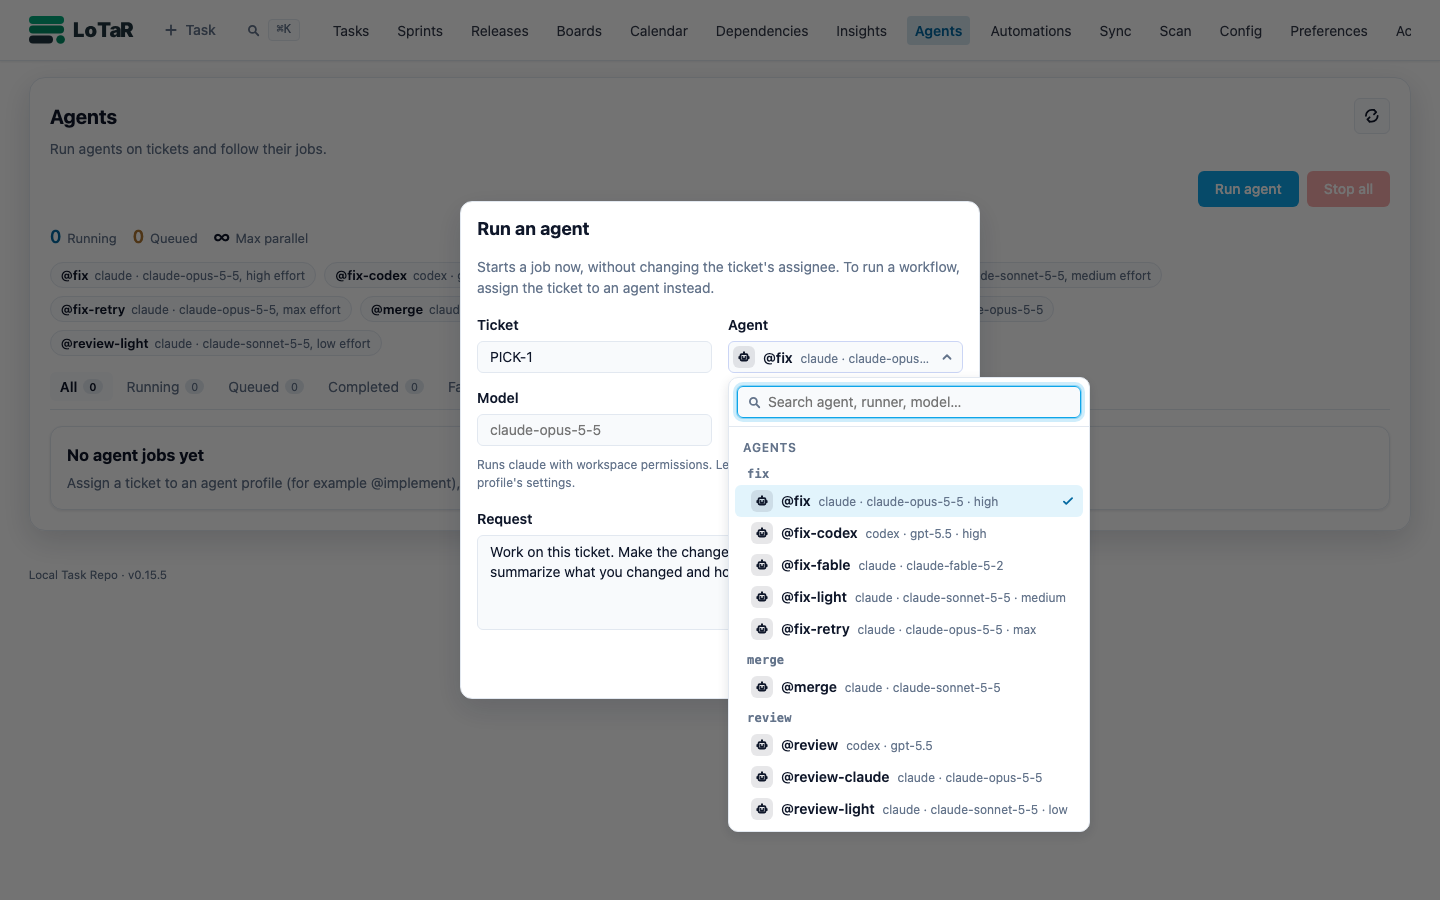 LoTaR
Task
⌘K
Tasks
Sprints
Releases
Boards
Calendar
Dependencies
Insights
Agents
Automations
Sync
Scan
Config
Preferences
Agents
Run agents on tickets and follow their jobs.
Run agent
Stop all
0 Running
0 Queued
∞ Max parallel
@fix claude · claude-opus-5-5, high effort
@fix-codex codex ·
-sonnet-5-5, medium effort
@fix-retry claude · claude-opus-5-5, max effort
@merge
-opus-5-5
@review-light claude · claude-sonnet-5-5, low effort
All 0
Running 0
Queued 0
Completed 0
No agent jobs yet
Assign a ticket to an agent profile (for example @implement),
Local Task Repo · v0.15.5
Run an agent
Starts a job now, without changing the ticket's assignee. To run a workflow,
assign the ticket to an agent instead.
Ticket
PICK-1
Agent
@fix claude · claude-opus...
Model
claude-opus-5-5
Runs claude with workspace permissions.
profile's settings.
Request
Work on this ticket. Make the change
summarize what you changed and
Search agent, runner, model...
AGENTS
fix
@fix claude · claude-opus-5-5 · high
@fix-codex codex · gpt-5.5 · high
@fix-fable claude · claude-fable-5-2
@fix-light claude · claude-sonnet-5-5 · medium
@fix-retry claude · claude-opus-5-5 · max
merge
@merge claude · claude-sonnet-5-5
review
@review codex · gpt-5.5
@review-claude claude · claude-opus-5-5
@review-light claude · claude-sonnet-5-5 · low